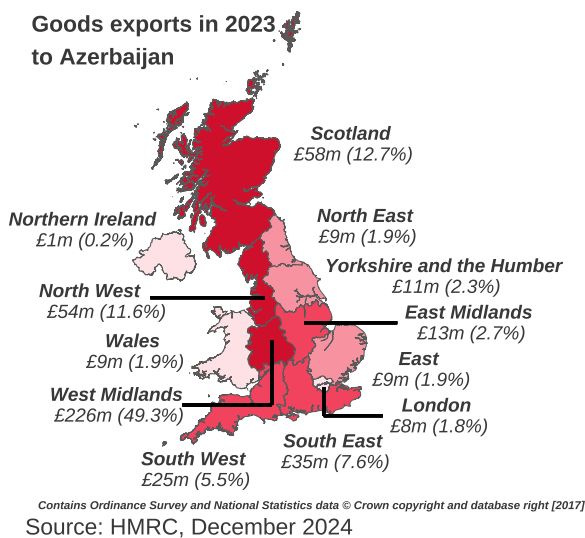 Goods exports in 2023
to Azerbaijan
Scotland
£58m (12.7%)
Northern Ireland
£1m (0.2%)
North East
£9m (1.9%)
Yorkshire and the Humber
£11m (2.3%)
North West
£54m (11.6%)
East Midlands
£13m (2.7%)
Wales
£9m (1.9%)
East
£9m (1.9%)
West Midlands
£226m (49.3%)
London
£8m (1.8%)
South East
£35m (7.6%)
South West
£25m (5.5%)
Contains Ordinance Survey and National Statistics data © Crown copyright and database right [2017]
Source: HMRC, December 2024